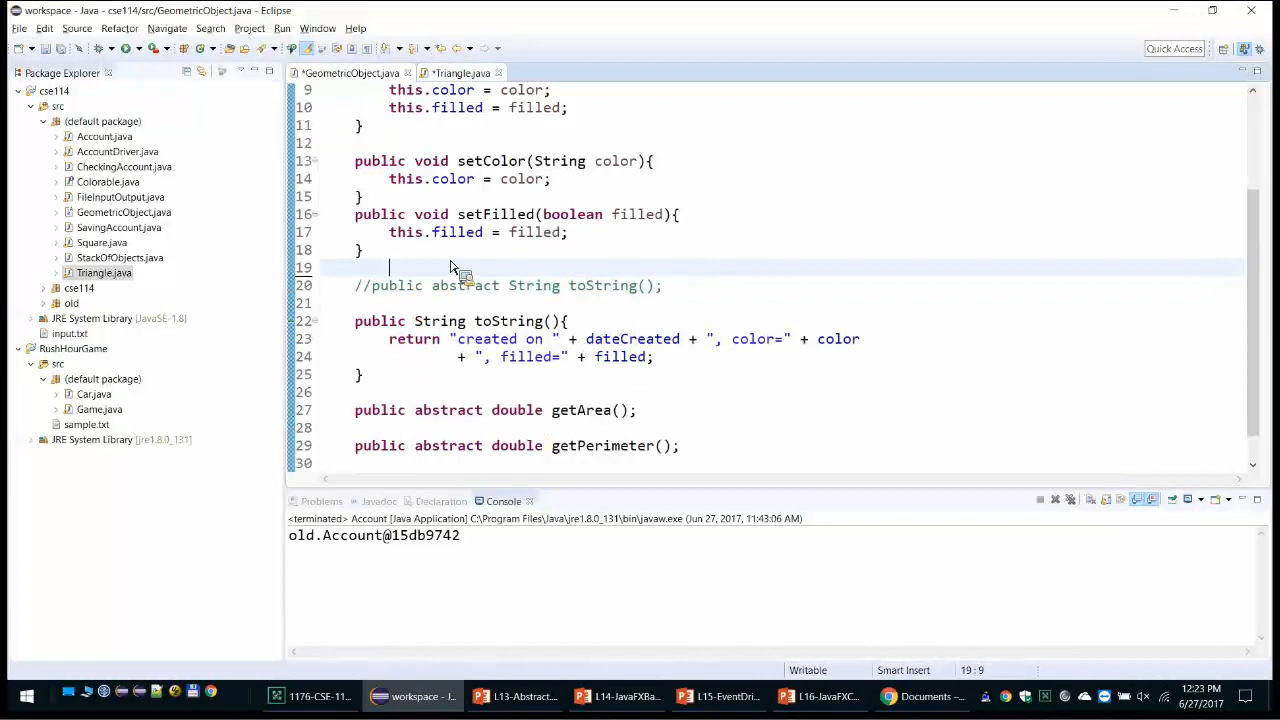 workspace - Java - cse114/src/GeometricObject.java - Eclipse
File Edit Source Refactor Navigate Search Project Run Window Help
Quick Access
Package Explorer
*GeometricObject.java
*Triangle.java
cse114
src
(default package)
Account.java
AccountDriver.java
CheckingAccount.java
Colorable.java
FileInputOutput.java
GeometricObject.java
SavingAccount.java
Square.java
StackOfObjects.java
Triangle.java
cse114
old
JRE System Library [JavaSE-1.8]
input.txt
RushHourGame
src
(default package)
Car.java
Game.java
sample.txt
JRE System Library [jre1.8.0_131]
9 this.color = color;
10 this.filled = filled;
11 }
12
13 public void setColor(String color){
14 this.color = color;
15 }
16 public void setFilled(boolean filled){
17 this.filled = filled;
18 }
19
20 //public abstract String toString();
21
22 public String toString(){
23 return "created on " + dateCreated + ", color=" + color
24 + ", filled=" + filled;
25 }
26
27 public abstract double getArea();
28
29 public abstract double getPerimeter();
30
Problems Javadoc Declaration Console
<terminated> Account [Java Application] C:\Program Files\Java\jre1.8.0_131\bin\javaw.exe (Jun 27, 2017, 11:43:06 AM)
old.Account@15db9742
Writable
Smart Insert
19 : 9
1176-CSE-11...
workspace - J...
L13-Abstract...
L14-JavaFXBa...
L15-EventDri...
L16-JavaFXC...
Documents –...
12:23 PM
6/27/2017